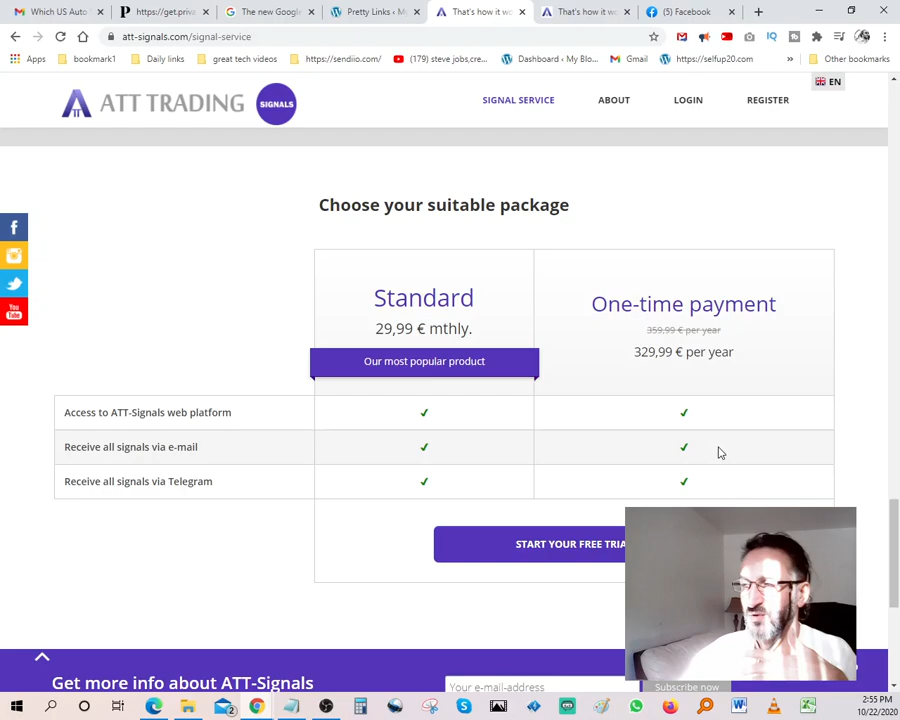 Which US Auto
https://get.priva
The new Google
Pretty Links ‹ M
That's how it wo
That's how it wo
(5) Facebook
att-signals.com/signal-service
Apps
bookmark1
Daily links
great tech videos
https://sendiio.com/
(179) steve jobs,cre...
Dashboard ‹ My Blo...
Gmail
https://selfup20.com
»
Other bookmarks
ATT TRADING SIGNALS
SIGNAL SERVICE
ABOUT
LOGIN
REGISTER
EN
Choose your suitable package
Standard
29,99 € mthly.
Our most popular product
One-time payment
359,99 € per year
329,99 € per year
Access to ATT-Signals web platform
Receive all signals via e-mail
Receive all signals via Telegram
START YOUR FREE TRIA
Get more info about ATT-Signals
Your e-mail-address
Subscribe now
2:55 PM
10/22/2020